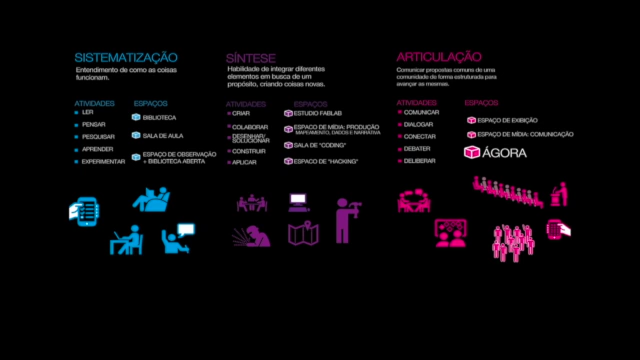 SISTEMATIZAÇÃO
Entendimento de como as coisas
funcionam.
ATIVIDADES
ESPAÇOS
LER
PENSAR
PESQUISAR
APRENDER
EXPERIMENTAR
BIBLIOTECA
SALA DE AULA
ESPAÇO DE OBSERVAÇÃO
+ BIBLIOTECA ABERTA
SÍNTESE
Habilidade de integrar diferentes
elementos em busca de um
propósito, criando coisas novas.
ATIVIDADES
ESPAÇOS
CRIAR
COLABORAR
DESENHAR/
SOLUCIONAR
CONSTRUIR
APLICAR
ESTUDIO FABLAB
ESPAÇO DE MÍDIA: PRODUÇÃO
MAPEAMENTO, DADOS E NARRATIVA
SALA DE "CODING"
ESPAÇO DE "HACKING"
ARTICULAÇÃO
Comunicar propostas comuns de uma
comunidade de forma estruturada para
avançar as mesmas.
ATIVIDADES
ESPAÇOS
COMUNICAR
DIALOGAR
CONECTAR
DEBATER
DELIBERAR
ESPAÇO DE EXIBIÇÃO
ESPAÇO DE MÍDIA: COMUNICAÇÃO
ÁGORA